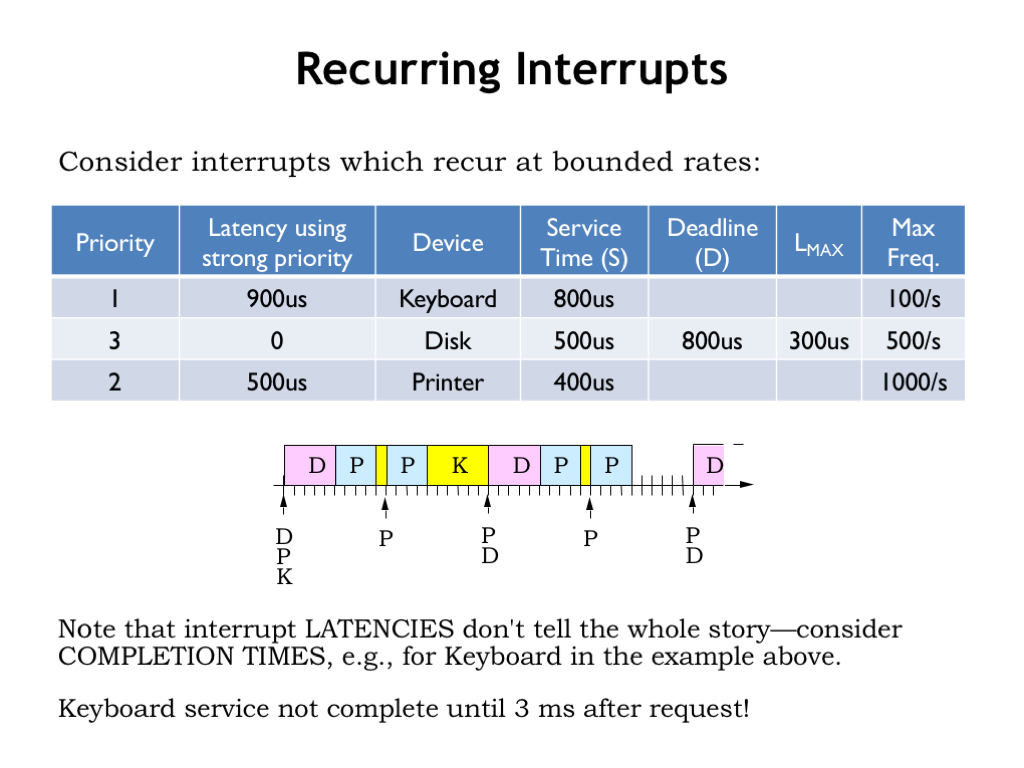 Recurring Interrupts
Consider interrupts which recur at bounded rates:
Priority Latency using strong priority Device Service Time (S) Deadline (D) LMAX Max Freq.
1 900us Keyboard 800us 100/s
3 0 Disk 500us 800us 300us 500/s
2 500us Printer 400us 1000/s
D P P K D P P D
D P P P P
P D D
K
Note that interrupt LATENCIES don't tell the whole story—consider
COMPLETION TIMES, e.g., for Keyboard in the example above.
Keyboard service not complete until 3 ms after request!